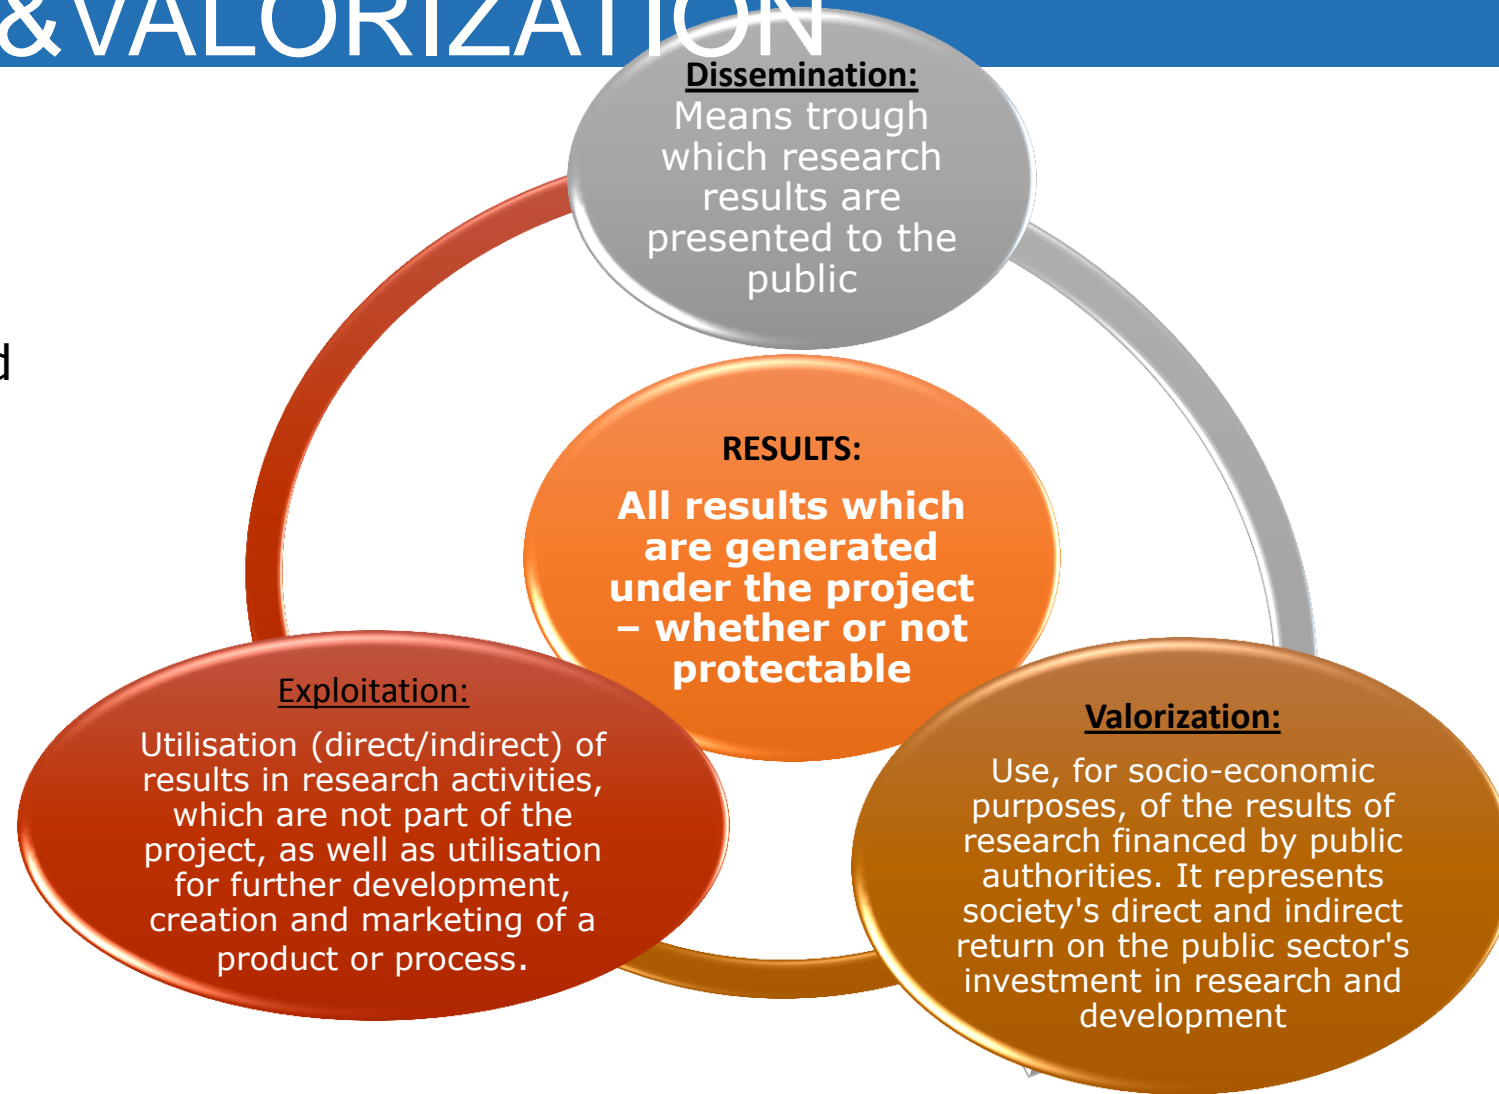 &VALORIZATION
Dissemination:
Means trough
which research
results are
presented to the
public
d
RESULTS:
All results which
are generated
under the project
– whether or not
protectable
Exploitation:
Utilisation (direct/indirect) of
results in research activities,
which are not part of the
project, as well as utilisation
for further development,
creation and marketing of a
product or process.
Valorization:
Use, for socio-economic
purposes, of the results of
research financed by public
authorities. It represents
society's direct and indirect
return on the public sector's
investment in research and
development